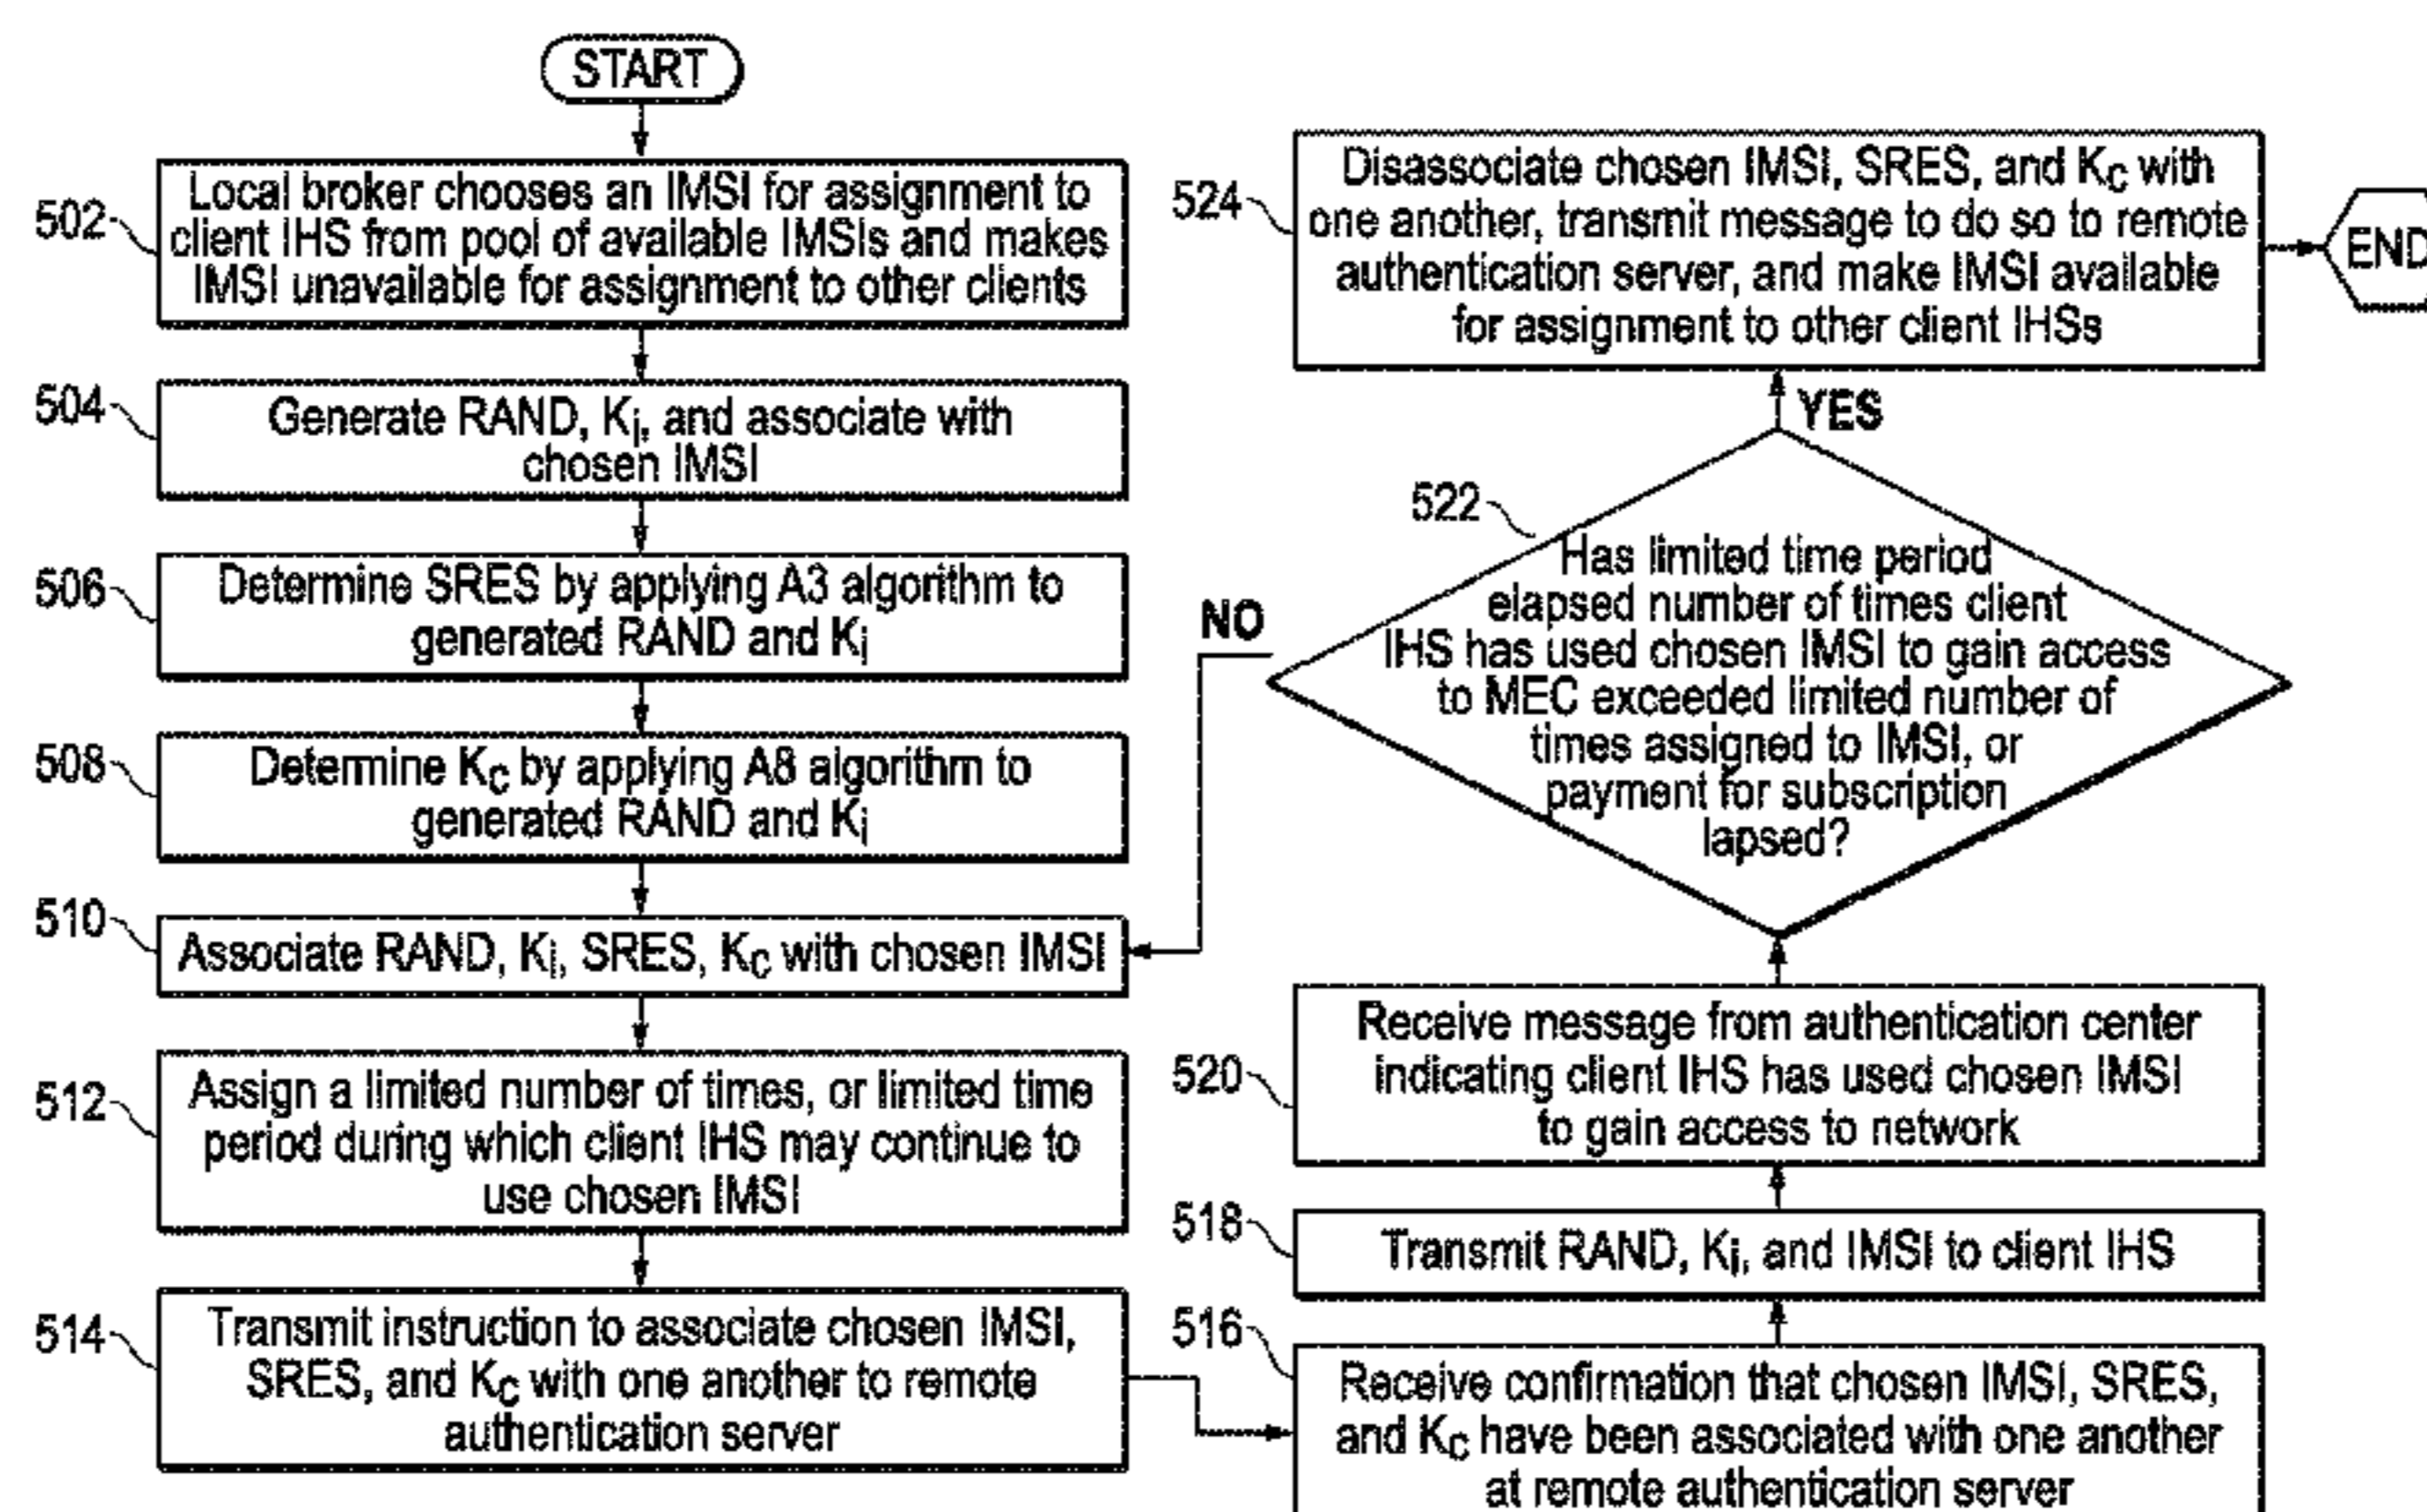 START
502
Local broker chooses an IMSI for assignment to
client IHS from pool of available IMSIs and makes
IMSI unavailable for assignment to other clients
504
Generate RAND, Ki, and associate with
chosen IMSI
506
Determine SRES by applying A3 algorithm to
generated RAND and Ki
508
Determine KC by applying A8 algorithm to
generated RAND and Ki
510
Associate RAND, Ki, SRES, KC with chosen IMSI
512
Assign a limited number of times, or limited time
period during which client IHS may continue to
use chosen IMSI
514
Transmit instruction to associate chosen IMSI,
SRES, and KC with one another to remote
authentication server
516
Receive confirmation that chosen IMSI, SRES,
and KC have been associated with one another
at remote authentication server
518
Transmit RAND, Ki, and IMSI to client IHS
520
Receive message from authentication center
indicating client IHS has used chosen IMSI
to gain access to network
522
Has limited time period
elapsed number of times client
IHS has used chosen IMSI to gain access
to MEC exceeded limited number of
times assigned to IMSI, or
payment for subscription
lapsed?
NO
YES
524
Disassociate chosen IMSI, SRES, and KC with
one another, transmit message to do so to remote
authentication server, and make IMSI available
for assignment to other client IHSs
END